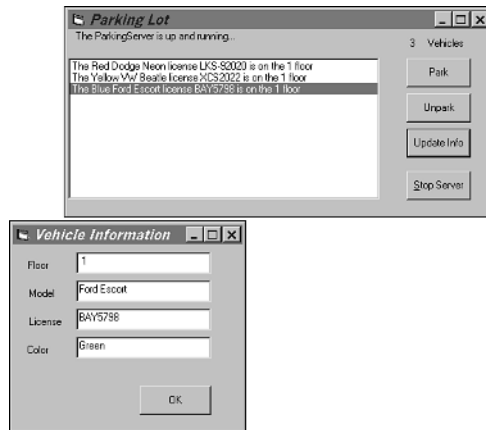 Parking Lot
The ParkingServer is up and running...
3 Vehicles
The Red Dodge Neon license LKS-92020 is on the 1 floor
The Yellow VW Beatle license XCS2022 is on the 1 floor
The Blue Ford Escort license BAY5798 is on the 1 floor
Park
Unpark
Update Info
Stop Server
Vehicle Information
Floor 1
Model Ford Escort
License BAY5798
Color Green
OK